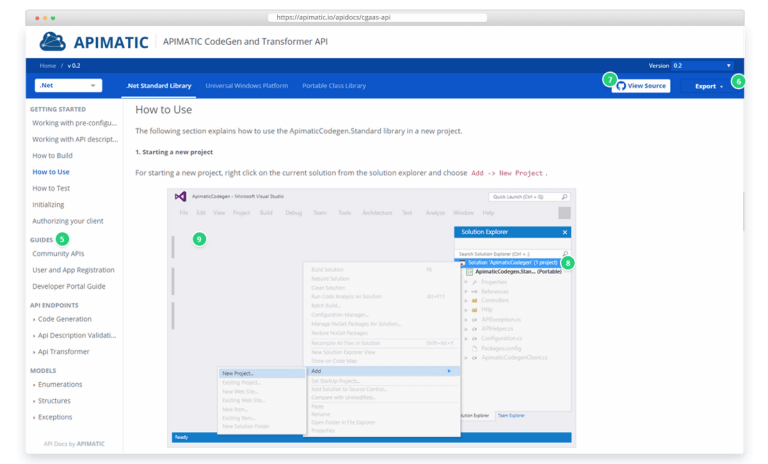 https://apimatic.io/apidocs/cgaas-api
APIMATIC
APIMATIC CodeGen and Transformer API
Home / v 0.2
Version 0.2
.Net
.Net Standard Library
Universal Windows Platform
Portable Class Library
7
View Source
Export
6
GETTING STARTED
Working with pre-configu...
Working with API descript...
How to Build
How to Use
How to Test
Initializing
Authorizing your client
GUIDES
5
Community APIs
User and App Registration
Developer Portal Guide
API ENDPOINTS
Code Generation
Api Description Validati...
Api Transformer
MODELS
Enumerations
Structures
Exceptions
API Docs by APIMATIC
How to Use
The following section explains how to use the ApimaticCodegen.Standard library in a new project.
1. Starting a new project
For starting a new project, right click on the current solution from the solution explorer and choose Add -> New Project .
ApimaticCodegen - Microsoft Visual Studio
Quick Launch (Ctrl + Q)
File Edit View Project Build Debug Team Tools Architecture Test Analyze Window Help
9
Solution Explorer
Search Solution Explorer (Ctrl + ;)
Solution 'ApimaticCodegen' (1 project)
8
ApimaticCodegen.Stan... (Portable)
Properties
References
Controllers
Http
APIException.cs
APIHelper.cs
Configuration.cs
Packages.config
ApimaticCodegenClient.cs
Solution Explorer
Team Explorer
Build Solution
Rebuild Solution
Clean Solution
Run Code Analysis on Solution Alt+F11
Batch Build...
Configuration Manager...
Manage NuGet Packages for Solution...
Restore NuGet Packages
New Solution Explorer View
Show on Code Map
Add
Set Startup Projects...
Add Solution to Source Control...
Paste
Rename
Open Folder in File Explorer
Properties
New Project...
Existing Project...
New Web Site...
Existing Web Site...
New Item...
Existing Item...
New Solution Folder
Ready